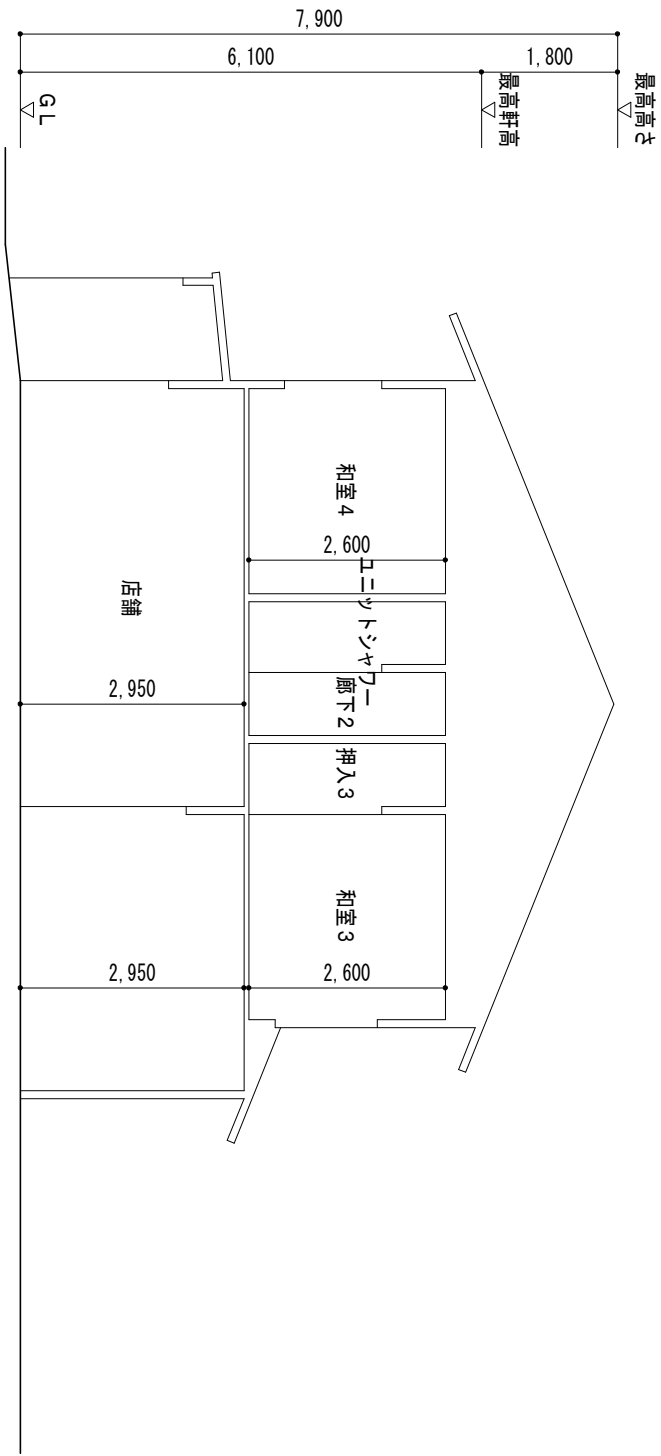 7,900
6,100
1,800
最高高さ
最高軒高
GL
和室4
2,600
ユニットシャワー
廊下2
押入3
和室3
2,600
店舗
2,950
2,950